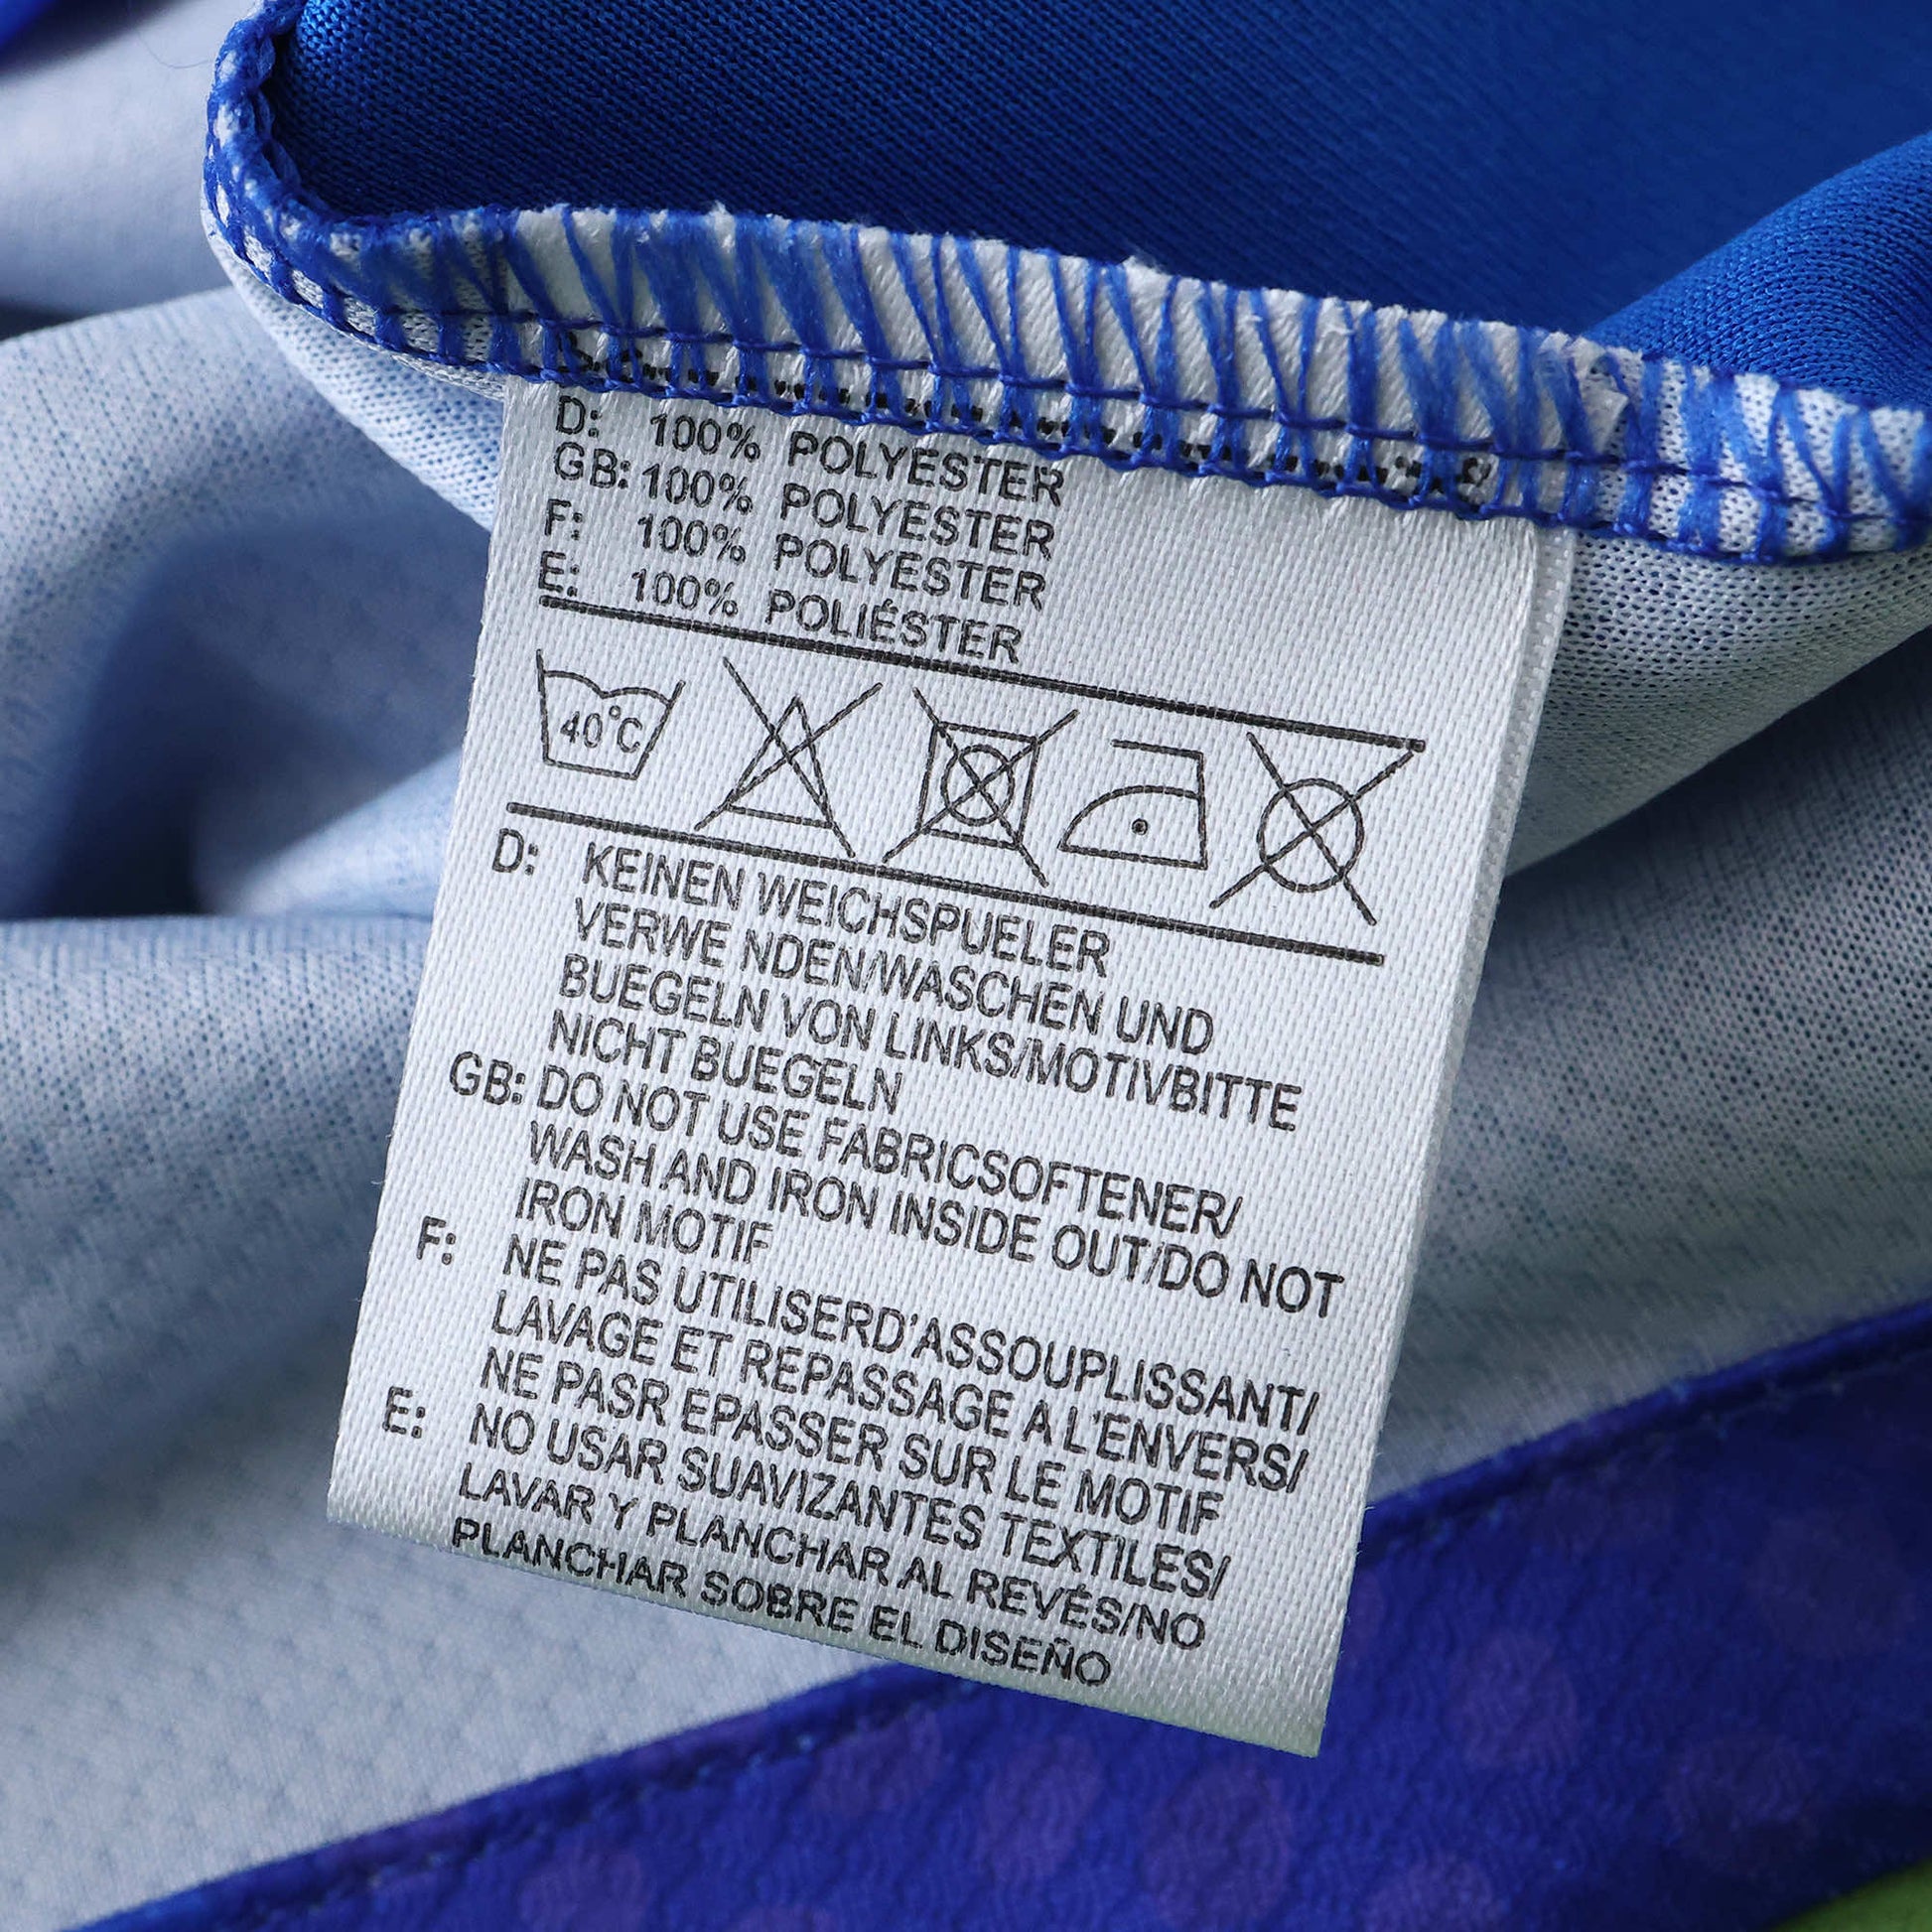 D: 100% POLYESTER
GB: 100% POLYESTER
F: 100% POLYESTER
E: 100% POLIÉSTER
40°C
D: KEINEN WEICHSPUELER
VERWE NDEN/WASCHEN UND
BUEGELN VON LINKS/MOTIVBITTE
NICHT BUEGELN
GB: DO NOT USE FABRICSOFTENER/
WASH AND IRON INSIDE OUT/DO NOT
IRON MOTIF
F: NE PAS UTILISERD'ASSOUPLISSANT/
LAVAGE ET REPASSAGE A L'ENVERS/
NE PASR EPASSER SUR LE MOTIF
E: NO USAR SUAVIZANTES TEXTILES/
LAVAR Y PLANCHAR AL REVÉS/NO
PLANCHAR SOBRE EL DISEÑO